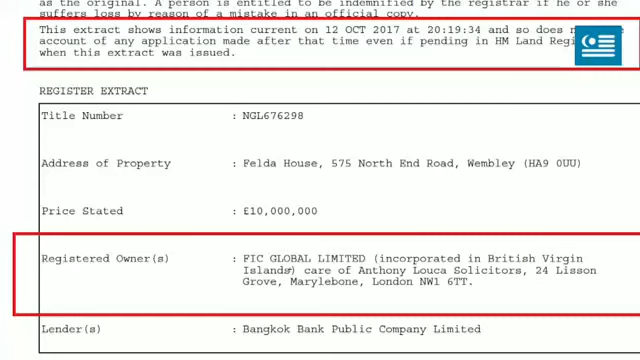 as the original. A person is entitled to be indemnified by the registrar if he or she
suffers loss by reason of a mistake in an official copy.
This extract shows information current on 12 OCT 2017 at 20:19:34 and so does
account of any application made after that time even if pending in HM Land
when this extract was issued.
REGISTER EXTRACT
Title Number : NGL676298
Address of Property : Felda House, 575 North End Road, Wembley (HA9 0UU)
Price Stated : £10,000,000
Registered Owner(s) : FIC GLOBAL LIMITED (incorporated in British Virgin
Islands) care of Anthony Louca Solicitors, 24 Lisson
Grove, Marylebone, London NW1 6TT.
Lender(s) : Bangkok Bank Public Company Limited